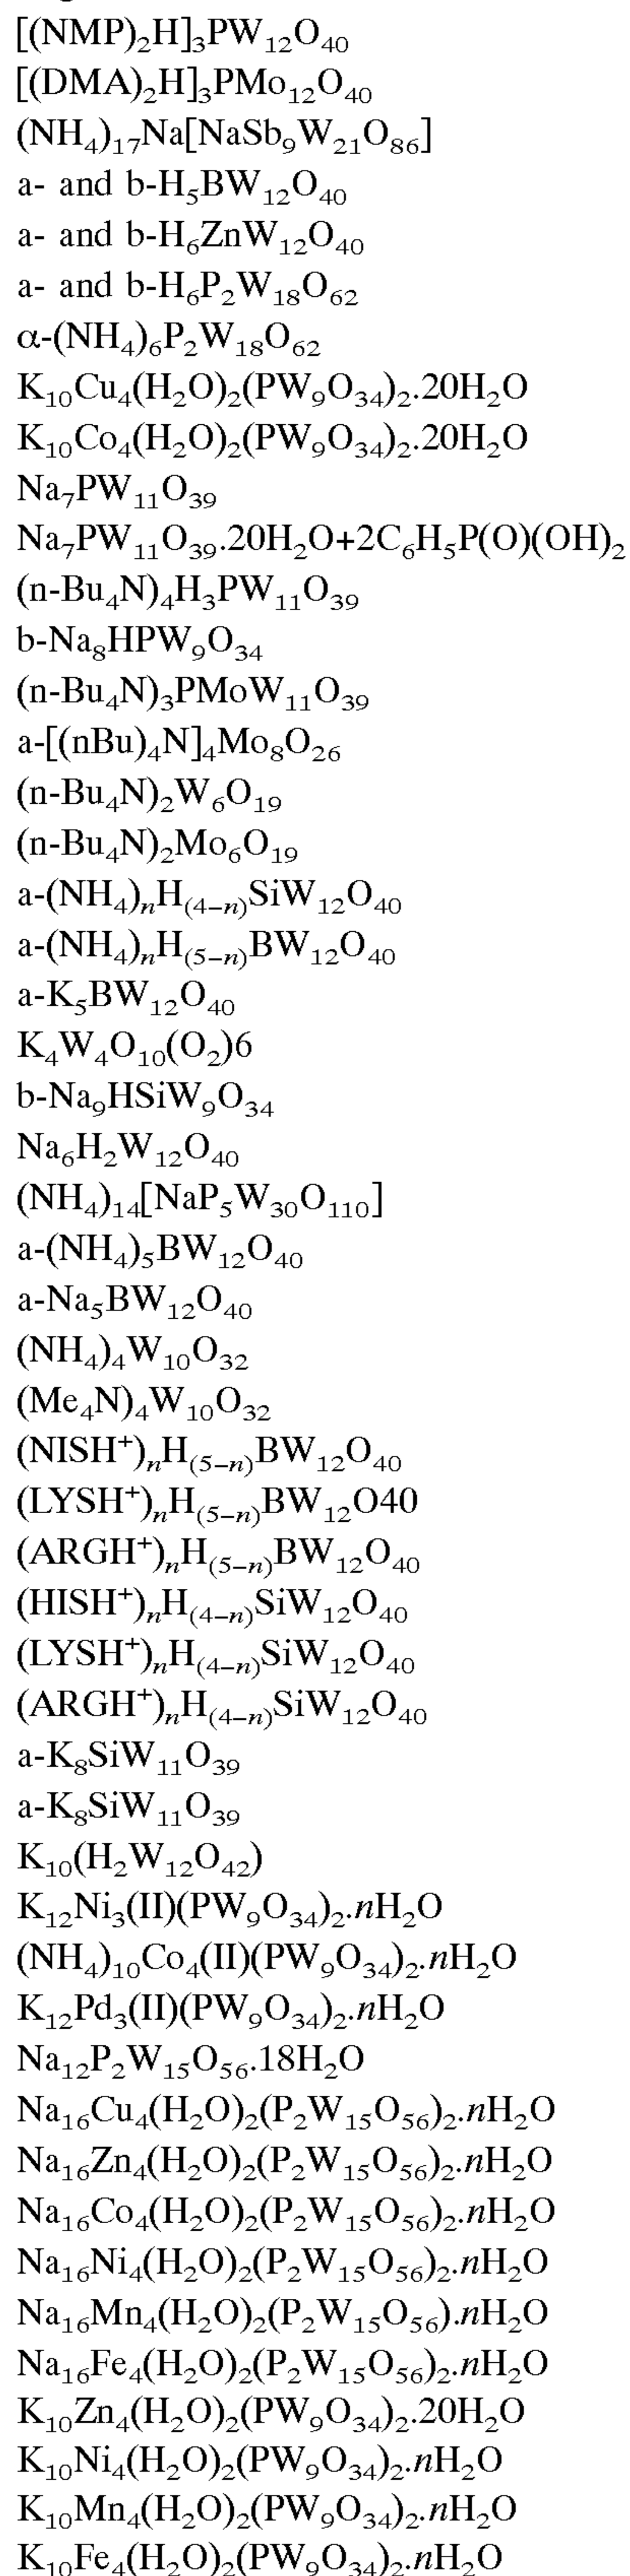 [(NMP)₂H]₃PW₁₂O₄₀
[(DMA)₂H]₃PMo₁₂O₄₀
(NH₄)₁₇Na[NaSb₉W₂₁O₈₆]
a- and b-H₅BW₁₂O₄₀
a- and b-H₆ZnW₁₂O₄₀
a- and b-H₆P₂W₁₈O₆₂
α-(NH₄)₆P₂W₁₈O₆₂
K₁₀Cu₄(H₂O)₂(PW₉O₃₄)₂.20H₂O
K₁₀Co₄(H₂O)₂(PW₉O₃₄)₂.20H₂O
Na₇PW₁₁O₃₉
Na₇PW₁₁O₃₉.20H₂O+2C₆H₅P(O)(OH)₂
(n-Bu₄N)₄H₃PW₁₁O₃₉
b-Na₈HPW₉O₃₄
(n-Bu₄N)₃PMoW₁₁O₃₉
a-[(nBu)₄N]₄Mo₈O₂₆
(n-Bu₄N)₂W₆O₁₉
(n-Bu₄N)₂Mo₆O₁₉
a-(NH₄)ₙH₍₄₋ₙ₎SiW₁₂O₄₀
a-(NH₄)ₙH₍₅₋ₙ₎BW₁₂O₄₀
a-K₅BW₁₂O₄₀
K₄W₄O₁₀(O₂)6
b-Na₉HSiW₉O₃₄
Na₆H₂W₁₂O₄₀
(NH₄)₁₄[NaP₅W₃₀O₁₁₀]
a-(NH₄)₅BW₁₂O₄₀
a-Na₅BW₁₂O₄₀
(NH₄)₄W₁₀O₃₂
(Me₄N)₄W₁₀O₃₂
(NISH⁺)ₙH₍₅₋ₙ₎BW₁₂O₄₀
(LYSH⁺)ₙH₍₅₋ₙ₎BW₁₂O40
(ARGH⁺)ₙH₍₅₋ₙ₎BW₁₂O₄₀
(HISH⁺)ₙH₍₄₋ₙ₎SiW₁₂O₄₀
(LYSH⁺)ₙH₍₄₋ₙ₎SiW₁₂O₄₀
(ARGH⁺)ₙH₍₄₋ₙ₎SiW₁₂O₄₀
a-K₈SiW₁₁O₃₉
a-K₈SiW₁₁O₃₉
K₁₀(H₂W₁₂O₄₂)
K₁₂Ni₃(II)(PW₉O₃₄)₂.nH₂O
(NH₄)₁₀Co₄(II)(PW₉O₃₄)₂.nH₂O
K₁₂Pd₃(II)(PW₉O₃₄)₂.nH₂O
Na₁₂P₂W₁₅O₅₆.18H₂O
Na₁₆Cu₄(H₂O)₂(P₂W₁₅O₅₆)₂.nH₂O
Na₁₆Zn₄(H₂O)₂(P₂W₁₅O₅₆)₂.nH₂O
Na₁₆Co₄(H₂O)₂(P₂W₁₅O₅₆)₂.nH₂O
Na₁₆Ni₄(H₂O)₂(P₂W₁₅O₅₆)₂.nH₂O
Na₁₆Mn₄(H₂O)₂(P₂W₁₅O₅₆).nH₂O
Na₁₆Fe₄(H₂O)₂(P₂W₁₅O₅₆)₂.nH₂O
K₁₀Zn₄(H₂O)₂(PW₉O₃₄)₂.20H₂O
K₁₀Ni₄(H₂O)₂(PW₉O₃₄)₂.nH₂O
K₁₀Mn₄(H₂O)₂(PW₉O₃₄)₂.nH₂O
K₁₀Fe₄(H₂O)₂(PW₉O₃₄)₂.nH₂O